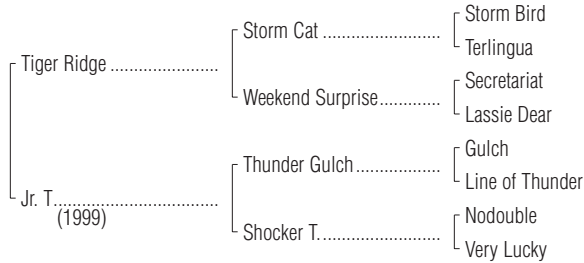 Storm Bird
Storm Cat ........................
Terlingua
Tiger Ridge ......................
Secretariat
Weekend Surprise.............
Lassie Dear
Gulch
Thunder Gulch .................
Line of Thunder
Jr. T.................................
(1999)
Nodouble
Shocker T. ........................
Very Lucky